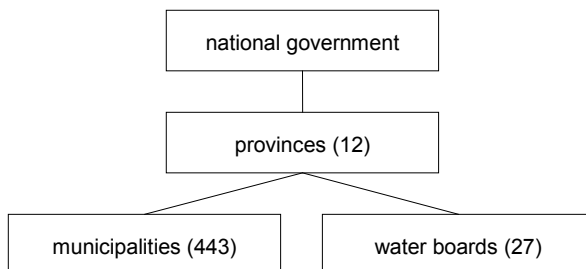 national government
provinces (12)
municipalities (443)
water boards (27)